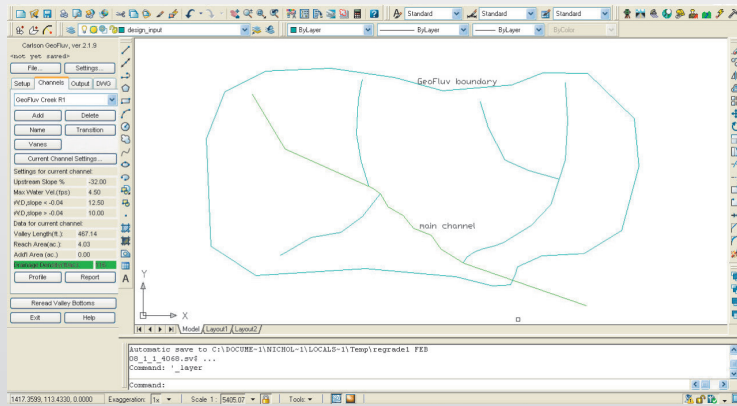 Standard
Standard
Standard
design_input
ByLayer
ByLayer
ByLayer
ByColor
Carlson GeoFluv, ver.2.1.9
<not yet saved>
File...
Settings...
Setup
Channels
Output
DWG
GeoFluv Creek R1
Add
Delete
Name
Transition
Vanes
Current Channel Settings...
Settings for current channel:
Upstream Slope %
-32.00
Max Water Vel.(fps)
4.50
W:D,slope < -0.04
12.50
W:D,slope > -0.04
10.00
Data for current channel:
Valley Length(ft.):
467.14
Reach Area(ac.):
4.03
Addt'l Area (ac.)
0.00
Profile
Report
Reread Valley Bottoms
Exit
Help
GeoFluv boundary
main channel
Y
X
Model
Layout1
Layout2
Automatic save to C:\DOCUME~1\NICHOL~1\LOCALS~1\Temp\regrade1 FEB
08_1_1_4068.sv$ ...
Command: '_layer
Command:
1417.3599, 113.4330, 0.0000
Exaggeration:
1x
Scale 1:
5405.07
Tools: